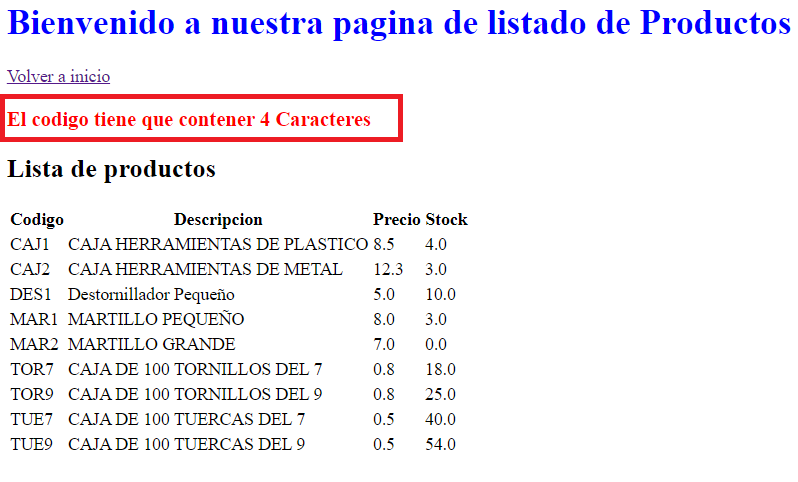 Bienvenido a nuestra pagina de listado de Productos
Volver a inicio
El codigo tiene que contener 4 Caracteres
Lista de productos
Codigo Descripcion Precio Stock
CAJ1 CAJA HERRAMIENTAS DE PLASTICO 8.5 4.0
CAJ2 CAJA HERRAMIENTAS DE METAL 12.3 3.0
DES1 Destornillador Pequeño 5.0 10.0
MAR1 MARTILLO PEQUEÑO 8.0 3.0
MAR2 MARTILLO GRANDE 7.0 0.0
TOR7 CAJA DE 100 TORNILLOS DEL 7 0.8 18.0
TOR9 CAJA DE 100 TORNILLOS DEL 9 0.8 25.0
TUE7 CAJA DE 100 TUERCAS DEL 7 0.5 40.0
TUE9 CAJA DE 100 TUERCAS DEL 9 0.5 54.0